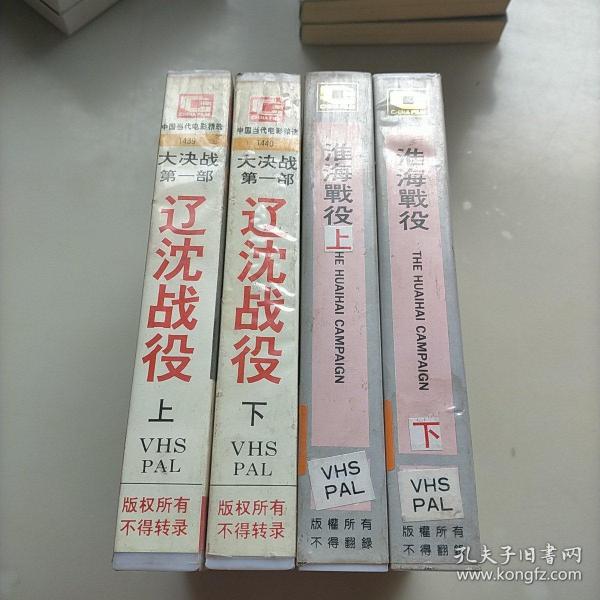 CHINA FILM
中国当代电影精选
1439
大决战
第一部
辽沈战役
上
VHS
PAL
版权所有
不得转录
中国当代电影精选
1440
大决战
第一部
辽沈战役
下
VHS
PAL
版权所有
不得转录
淮海戰役
上
HE HUAIHAI CAMPAIGN
VHS
PAL
版權所有
不得翻錄
CHINA FILM
淮海戰役
THE HUAIHAI CAMPAIGN
下
VHS
PAL
版權所有
不得翻錄
孔夫子旧书网
www.kongfz.com